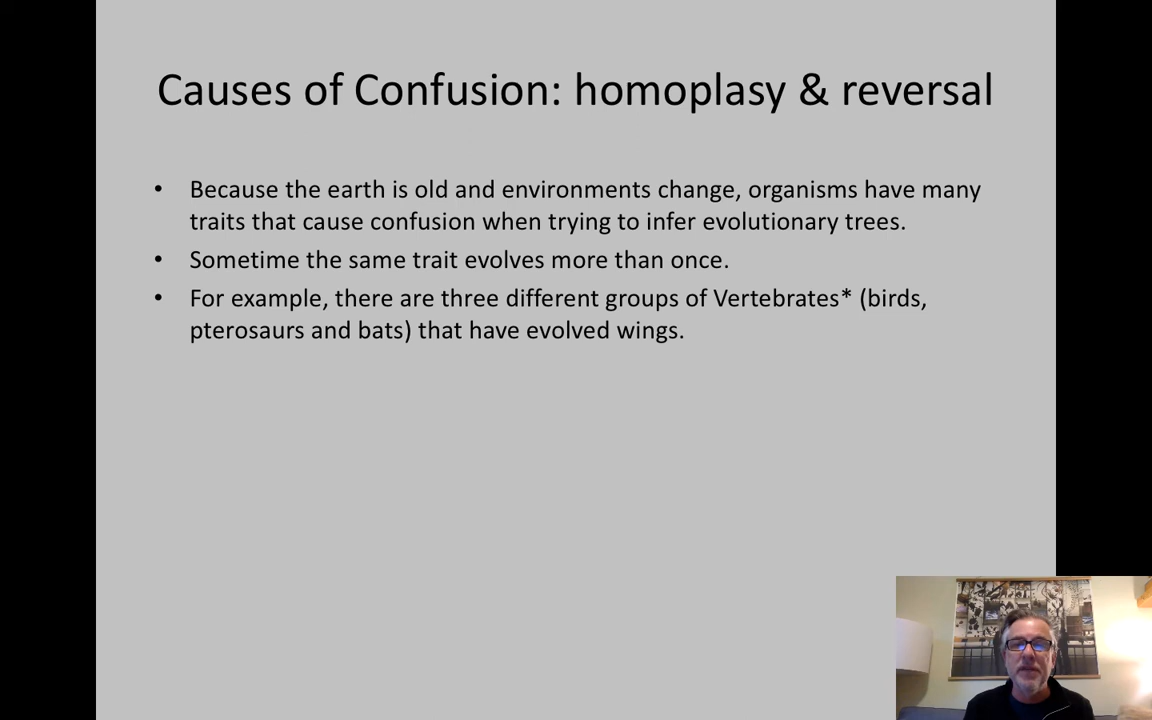 Causes of Confusion: homoplasy & reversal
• Because the earth is old and environments change, organisms have many
traits that cause confusion when trying to infer evolutionary trees.
• Sometime the same trait evolves more than once.
• For example, there are three different groups of Vertebrates* (birds,
pterosaurs and bats) that have evolved wings.